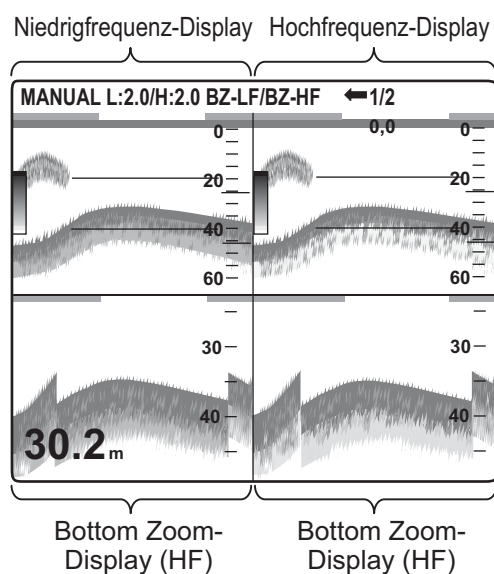 Niedrigfrequenz-Display Hochfrequenz-Display
MANUAL L:2.0/H:2.0 BZ-LF/BZ-HF ⬅1/2
0,0
0 0
20 20
40 40
60 60
30 30
40 40
30.2m
Bottom Zoom- Bottom Zoom-
Display (HF) Display (HF)